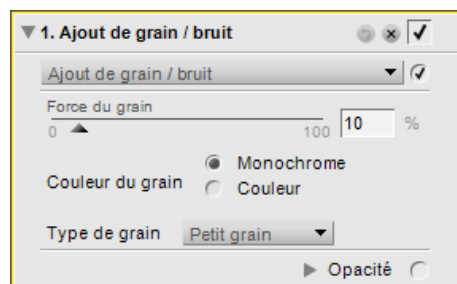 1. Ajout de grain / bruit
Ajout de grain / bruit
Force du grain
0 100 10 %
Monochrome
Couleur du grain
Couleur
Type de grain Petit grain
Opacité